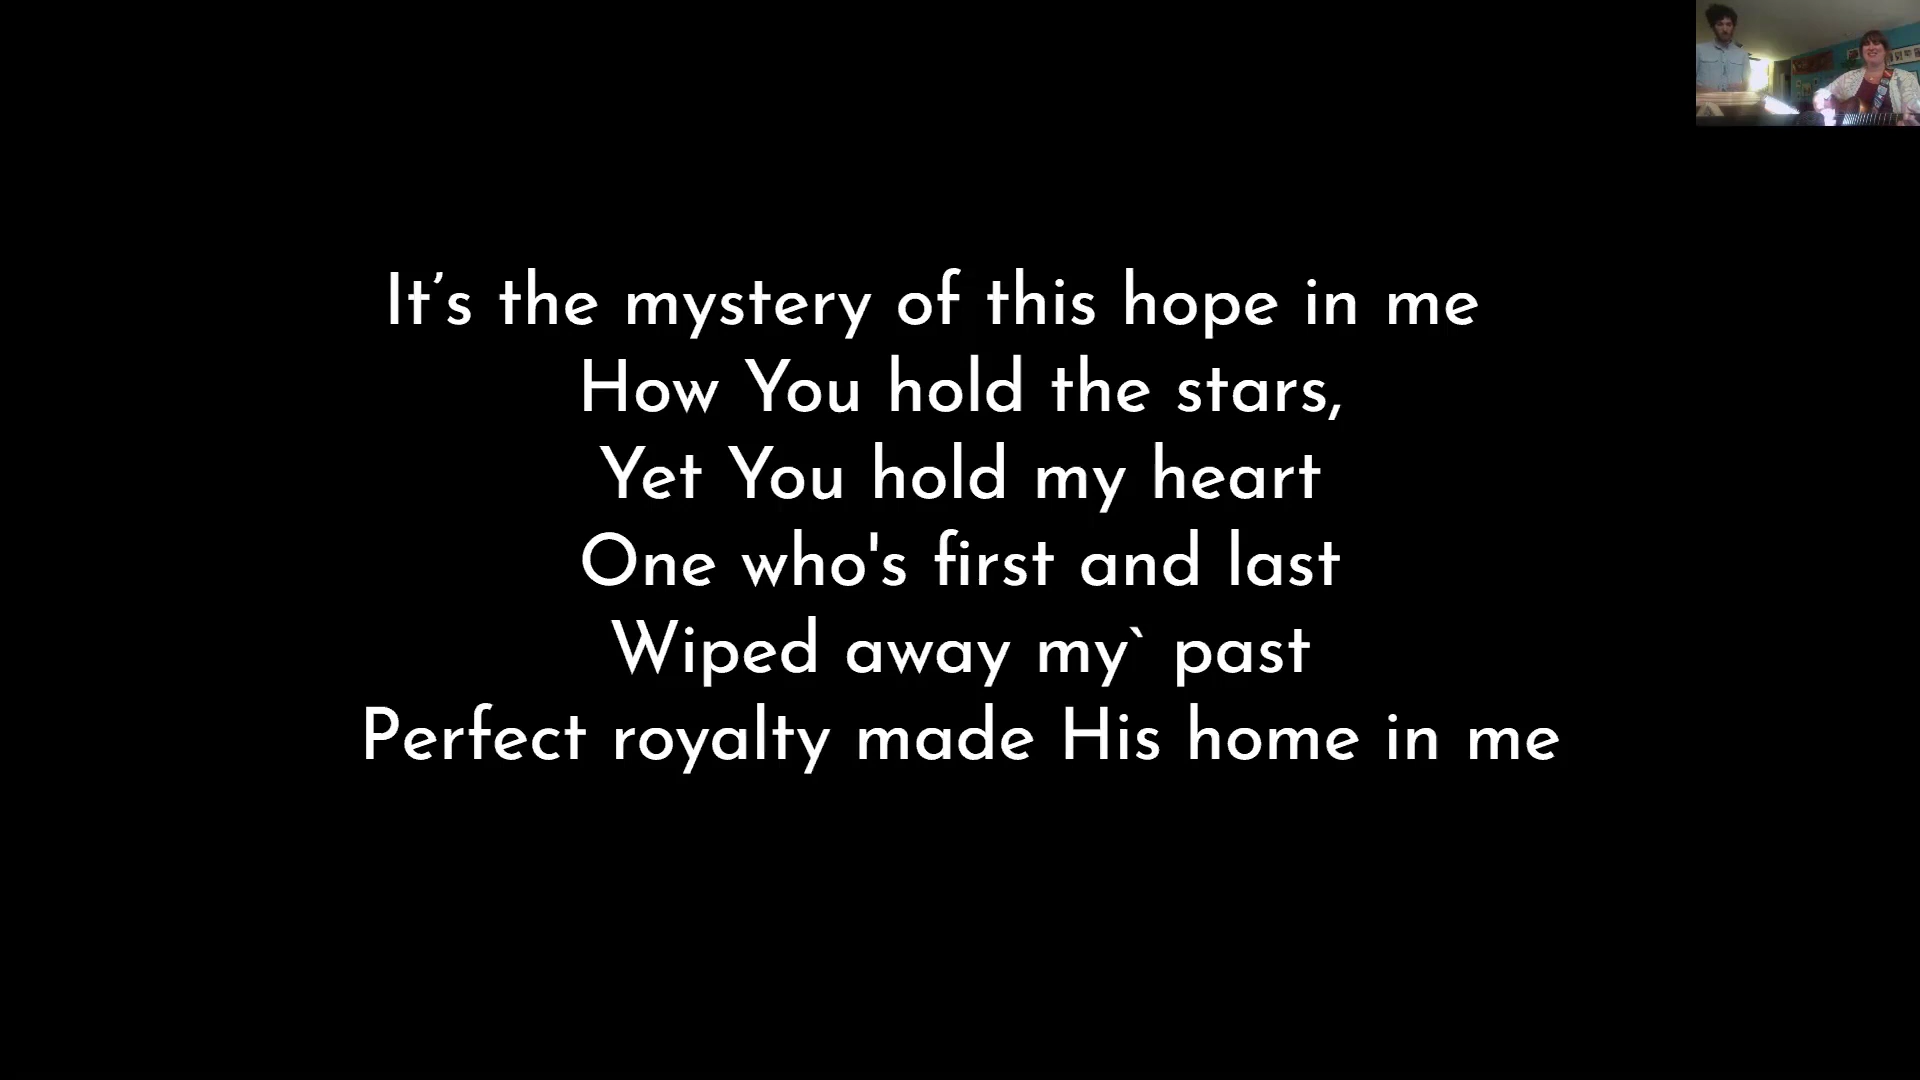 It’s the mystery of this hope in me
How You hold the stars,
Yet You hold my heart
One who's first and last
Wiped away my` past
Perfect royalty made His home in me